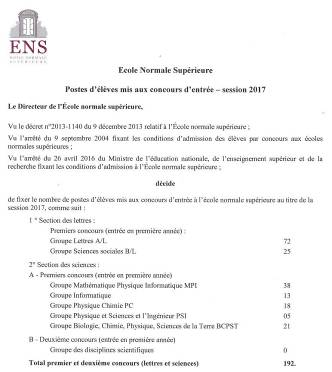 ENS
ÉCOLE NORMALE
SUPÉRIEURE
Ecole Normale Supérieure
Postes d'élèves mis aux concours d'entrée – session 2017
Le Directeur de l'École normale supérieure,
Vu le décret n°2013-1140 du 9 décembre 2013 relatif à l'École normale supérieure ;
Vu l'arrêté du 9 septembre 2004 fixant les conditions d'admission des élèves par concours aux écoles
normales supérieures ;
Vu l'arrêté du 26 avril 2016 du Ministre de l'éducation nationale, de l'enseignement supérieur et de la
recherche fixant les conditions d'admission à l'École normale supérieure ;
décide
de fixer le nombre de postes d'élèves mis aux concours d'entrée à l'école normale supérieure au titre de la
session 2017, comme suit :
1 ° Section des lettres :
Premiers concours (entrée en première année) :
Groupe Lettres A/L 72
Groupe Sciences sociales B/L 25
2° Section des sciences :
A - Premiers concours (entrée en première année)
Groupe Mathématique Physique Informatique MPI 38
Groupe Informatique 13
Groupe Physique Chimie PC 18
Groupe Physique et Sciences et l'Ingénieur PSI 05
Groupe Biologie, Chimie, Physique, Sciences de la Terre BCPST 21
B - Deuxième concours (entrée en première année)
Groupe des disciplines scientifiques 0
Total premier et deuxième concours (lettres et sciences) 192.